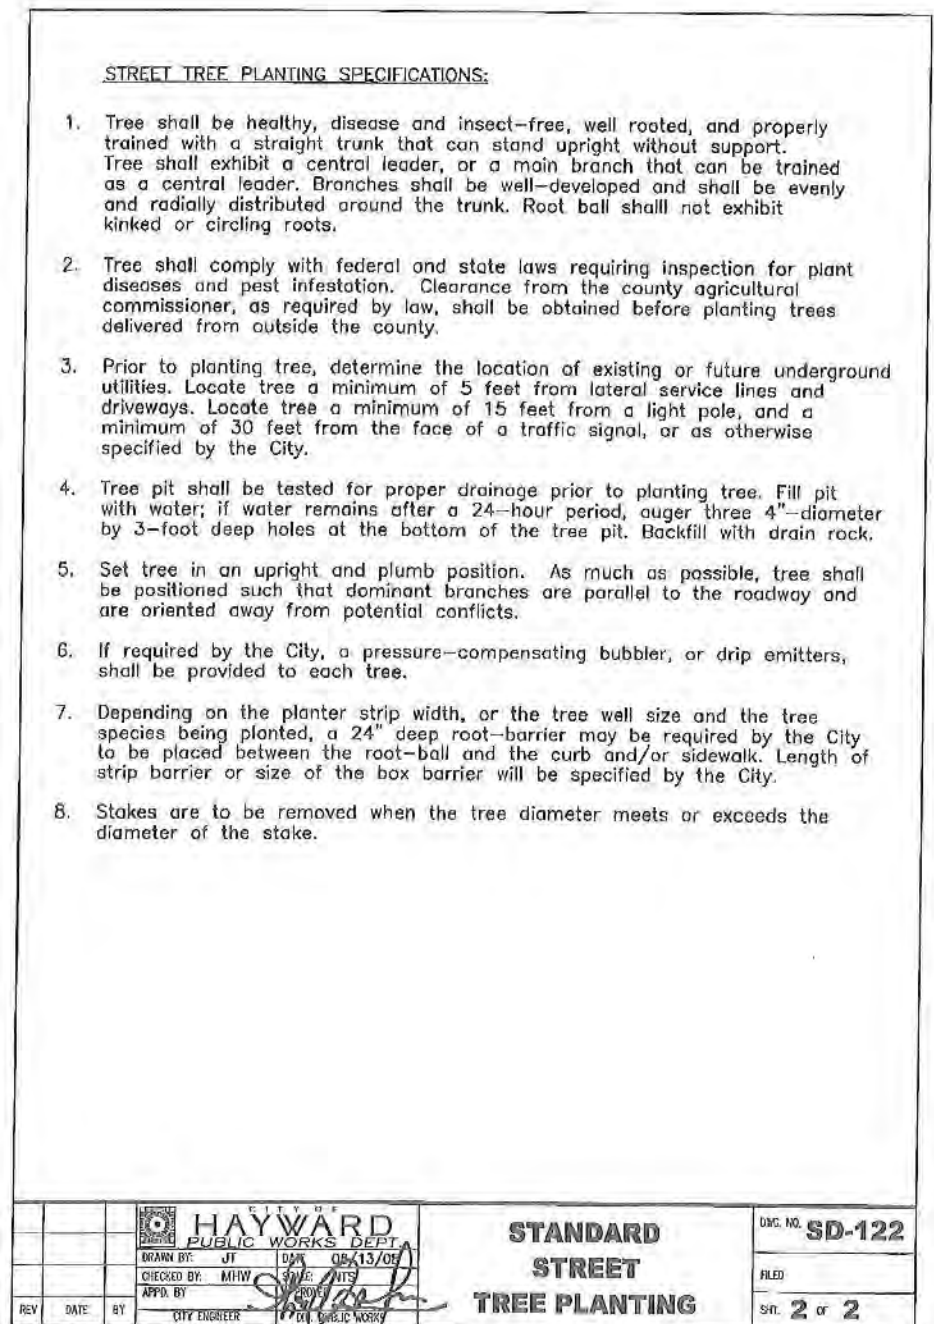 STREET TREE PLANTING SPECIFICATIONS:
1. Tree shall be healthy, disease and insect-free, well rooted, and properly
trained with a straight trunk that can stand upright without support.
Tree shall exhibit a central leader, or a main branch that can be trained
as a central leader. Branches shall be well-developed and shall be evenly
and radially distributed around the trunk. Root ball shalll not exhibit
kinked or circling roots.
2. Tree shall comply with federal and state laws requiring inspection for plant
diseases and pest infestation. Clearance from the county agricultural
commissioner, as required by law, shall be obtained before planting trees
delivered from outside the county.
3. Prior to planting tree, determine the location of existing or future underground
utilities. Locate tree a minimum of 5 feet from lateral service lines and
driveways. Locate tree a minimum of 15 feet from a light pole, and a
minimum of 30 feet from the face of a traffic signal, or as otherwise
specified by the City.
4. Tree pit shall be tested for proper drainage prior to planting tree. Fill pit
with water; if water remains after a 24-hour period, auger three 4"-diameter
by 3-foot deep holes at the bottom of the tree pit. Backfill with drain rock.
5. Set tree in an upright and plumb position. As much as possible, tree shall
be positioned such that dominant branches are parallel to the roadway and
are oriented away from potential conflicts.
6. If required by the City, a pressure-compensating bubbler, or drip emitters,
shall be provided to each tree.
7. Depending on the planter strip width, or the tree well size and the tree
species being planted, a 24" deep root-barrier may be required by the City
to be placed between the root-ball and the curb and/or sidewalk. Length of
strip barrier or size of the box barrier will be specified by the City.
8. Stakes are to be removed when the tree diameter meets or exceeds the
diameter of the stake.
REV DATE BY
CITY OF
HAYWARD
PUBLIC WORKS DEPT.
DRAWN BY: JT DATE
CHECKED BY: MHW SCALE: NTS
APPD. BY
CITY ENGINEER DIR. PUBLIC WORKS
STANDARD
STREET
TREE PLANTING
DWG. NO. SD-122
FILED
SHT. 2 OF 2